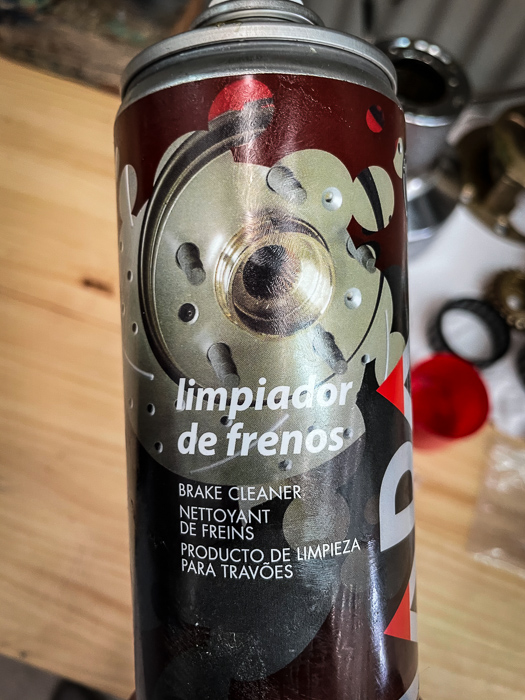 limpiador
de frenos
BRAKE CLEANER
NETTOYANT
DE FREINS
PRODUCTO DE LIMPIEZA
PARA TRAVÕES